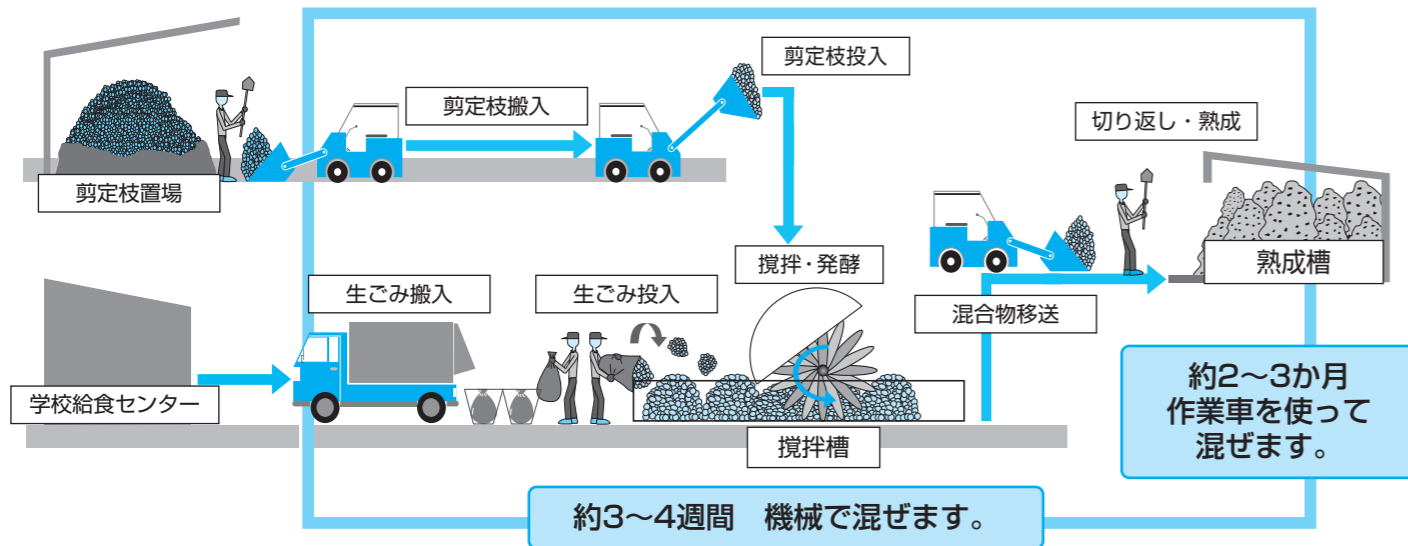 剪定枝置場
剪定枝搬入
剪定枝投入
切り返し・熟成
学校給食センター
生ごみ搬入
生ごみ投入
撹拌・発酵
撹拌槽
混合物移送
熟成槽
約3〜4週間 機械で混ぜます。
約2〜3か月
作業車を使って
混ぜます。